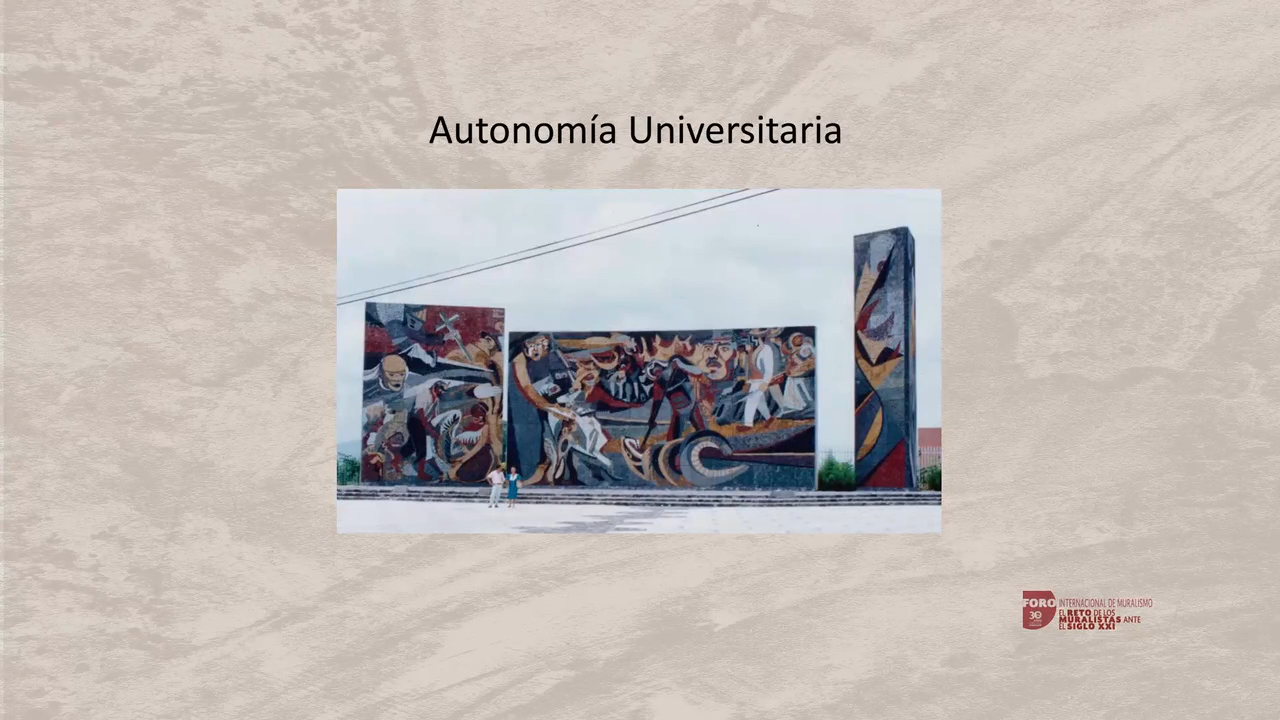 Autonomía Universitaria
FORO
30
INTERNACIONAL DE MURALISMO
EL RETO DE LOS
MURALISTAS ANTE
EL SIGLO XXI